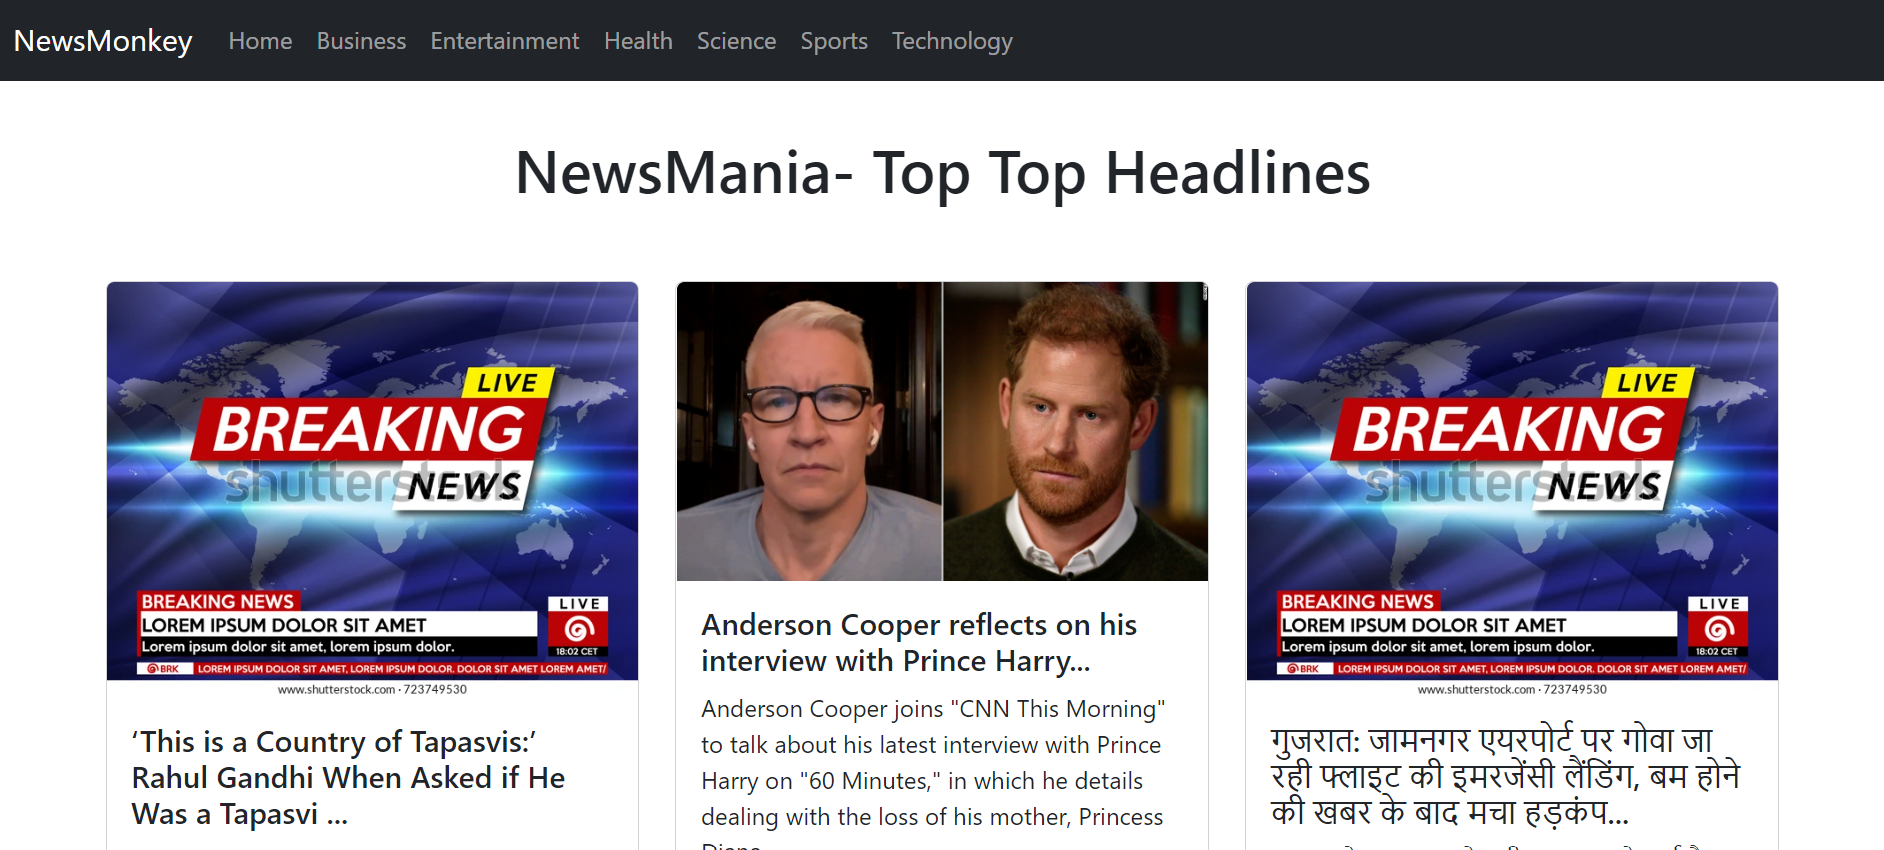 NewsMonkey Home Business Entertainment Health Science Sports Technology
NewsMania- Top Top Headlines
LIVE
BREAKING
shutterstock
NEWS
BREAKING NEWS
LOREM IPSUM DOLOR SIT AMET
Lorem ipsum dolor sit amet, lorem ipsum dolor.
LIVE
18:02 CET
BRK LOREM IPSUM DOLOR SIT AMET, LOREM IPSUM DOLOR. DOLOR SIT AMET LOREM AMET/
www.shutterstock.com · 723749530
‘This is a Country of Tapasvis:’
Rahul Gandhi When Asked if He
Was a Tapasvi ...
Anderson Cooper reflects on his
interview with Prince Harry...
Anderson Cooper joins "CNN This Morning"
to talk about his latest interview with Prince
Harry on "60 Minutes," in which he details
dealing with the loss of his mother, Princess
LIVE
BREAKING
shutterstock
NEWS
BREAKING NEWS
LOREM IPSUM DOLOR SIT AMET
Lorem ipsum dolor sit amet, lorem ipsum dolor.
LIVE
18:02 CET
BRK LOREM IPSUM DOLOR SIT AMET, LOREM IPSUM DOLOR. DOLOR SIT AMET LOREM AMET/
www.shutterstock.com · 723749530
गुजरात: जामनगर एयरपोर्ट पर गोवा जा
रही फ्लाइट की इमरजेंसी लैंडिंग, बम होने
की खबर के बाद मचा हड़कंप...